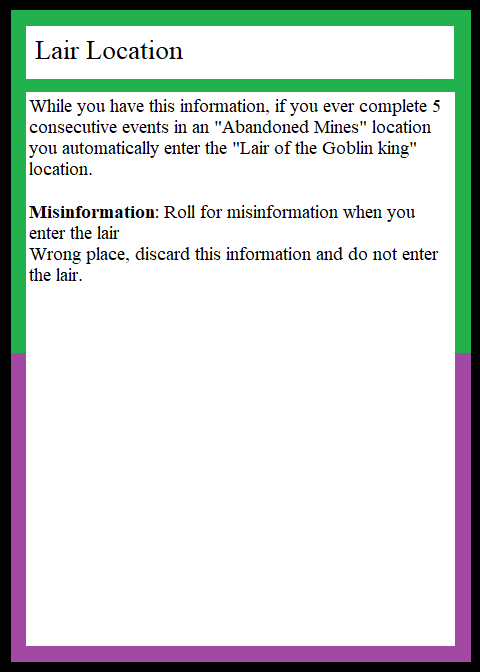 Lair Location
While you have this information, if you ever complete 5
consecutive events in an "Abandoned Mines" location
you automatically enter the "Lair of the Goblin king"
location.
Misinformation: Roll for misinformation when you
enter the lair
Wrong place, discard this information and do not enter
the lair.